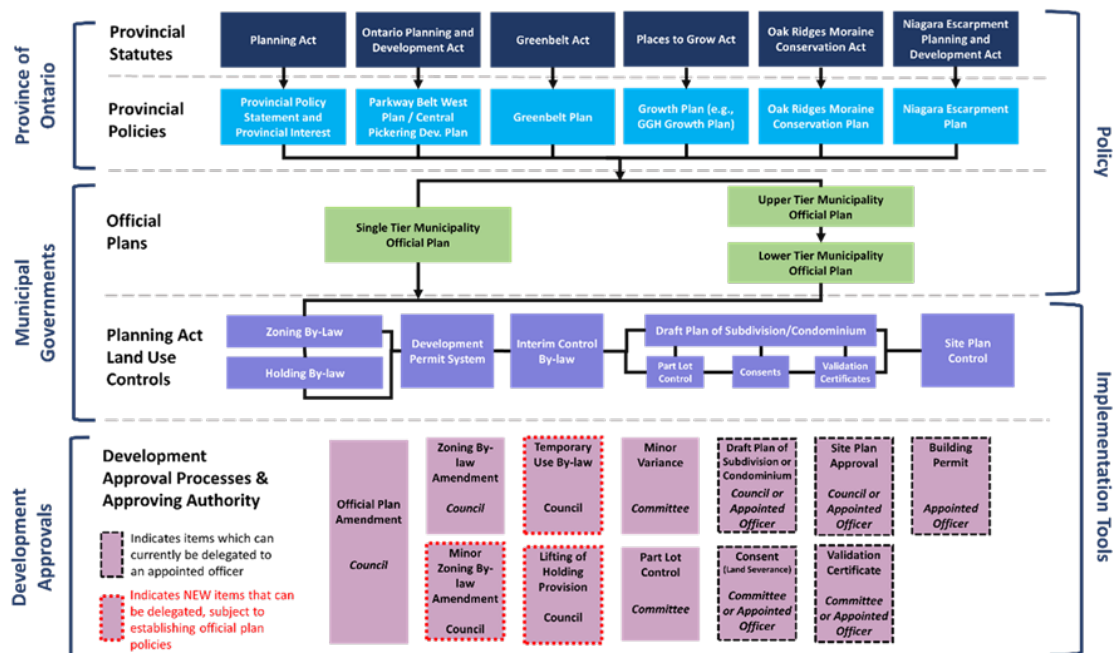 Province of
Ontario
Provincial
Statutes
Planning Act
Ontario Planning
and
Development Act
Greenbelt Act
Places to Grow Act
Oak Ridges Moraine
Conservation Act
Niagara Escarpment
Planning and
Development Act
Provincial
Policies
Provincial Policy
Statement and
Provincial Interest
Parkway Belt West
Plan / Central
Pickering Dev. Plan
Greenbelt Plan
Growth Plan (e.g.,
GGH Growth Plan)
Oak Ridges Moraine
Conservation Plan
Niagara Escarpment
Plan
Policy
Municipal
Governments
Official
Plans
Single Tier Municipality
Official Plan
Upper Tier Municipality
Official Plan
Lower Tier Municipality
Official Plan
Planning Act
Land Use
Controls
Zoning By-Law
Holding By-law
Development
Permit System
Interim Control
By-law
Draft Plan of Subdivision/Condominium
Part Lot
Control
Consents
Validation
Certificates
Site Plan
Control
Implementation Tools
Development
Approvals
Development
Approval Processes &
Approving Authority
Indicates items which can
currently be delegated to
an appointed officer
Indicates NEW items that can
be delegated, subject to
establishing official plan
policies
Official Plan
Amendment
Council
Zoning By-
law
Amendment
Council
Temporary
Use By-law
Council
Minor
Variance
Committee
Draft Plan of
Subdivision or
Condominium
Council or
Appointed
Officer
Site Plan
Approval
Council or
Appointed
Officer
Building
Permit
Appointed
Officer
Minor
Zoning By-law
Amendment
Council
Lifting of
Holding
Provision
Council
Part Lot
Control
Committee
Consent
(Land Severance)
Committee
or Appointed
Officer
Validation
Certificate
Committee
or Appointed
Officer